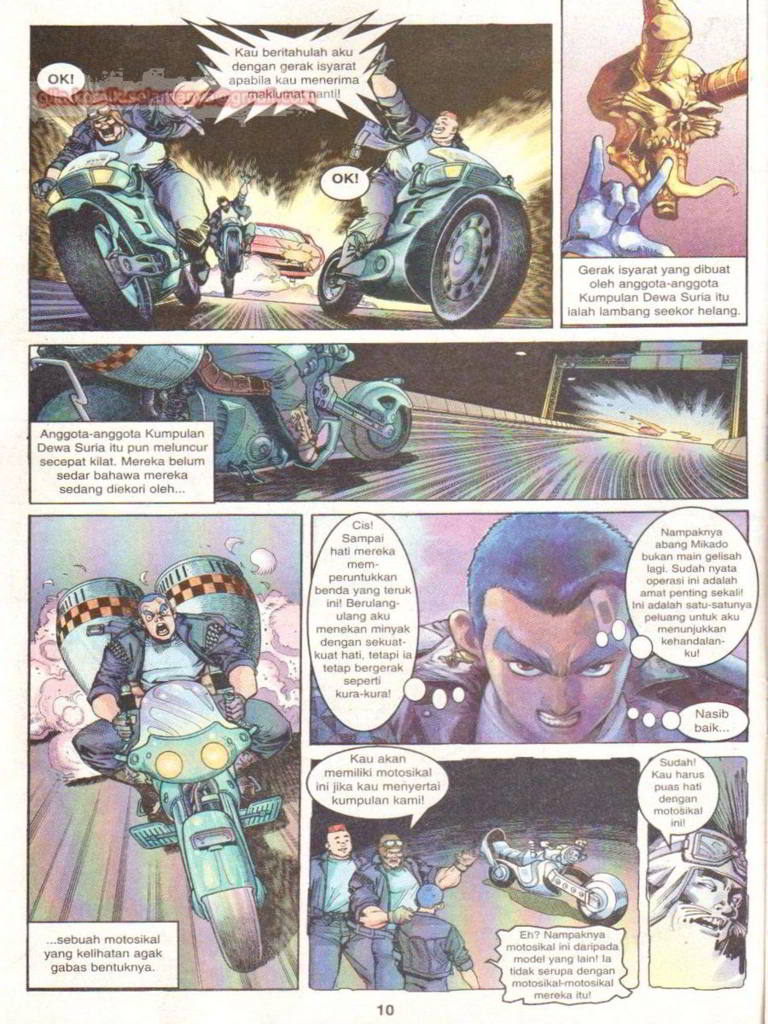 Kau beritahulah aku
dengan gerak isyarat
apabila kau menerima
maklumat nanti!
OK!
OK!
Gerak isyarat yang dibuat
oleh anggota-anggota
Kumpulan Dewa Suria itu
ialah lambang seekor helang.
Anggota-anggota Kumpulan
Dewa Suria itu pun meluncur
secepat kilat. Mereka belum
sedar bahawa mereka
sedang diekori oleh...
...sebuah motosikal
yang kelihatan agak
gabas bentuknya.
Cis!
Sampai
hati mereka
mem-
peruntukkan
benda yang teruk
ini! Berulang-
ulang aku
menekan minyak
dengan sekuat-
kuat hati, tetapi ia
tetap bergerak
seperti
kura-kura!
Nampaknya
abang Mikado
bukan main gelisah
lagi. Sudah nyata
operasi ini adalah
amat penting sekali!
Ini adalah satu-satunya
peluang untuk aku
menunjukkan
kehandalan-
ku!
Nasib
baik...
Kau akan
memiliki motosikal
ini jika kau menyertai
kumpulan kami!
Eh? Nampaknya
motosikal ini daripada
model yang lain! Ia
tidak serupa dengan
motosikal-motosikal
mereka itu!
Sudah!
Kau harus
puas hati
dengan
motosikal
ini!
10